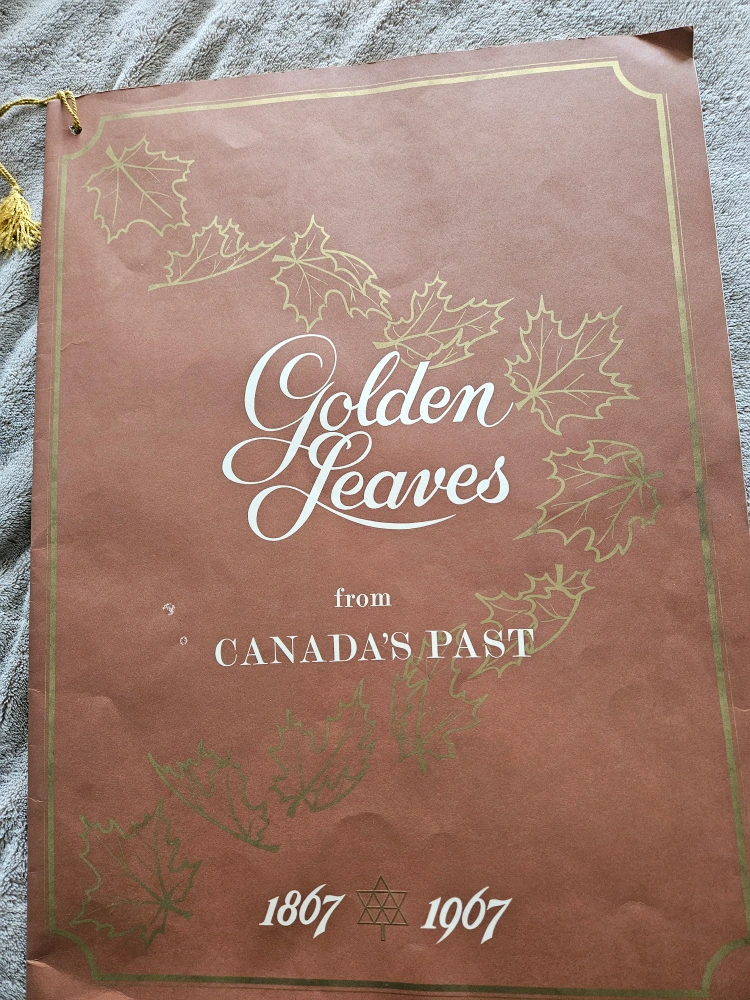 Golden
Leaves
from
CANADA'S PAST
1867 1967